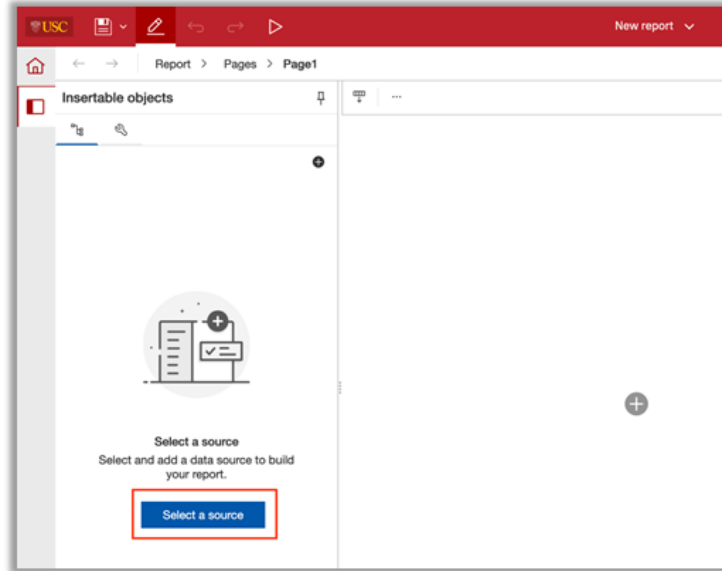 USC
New report
Report > Pages > Page1
Insertable objects
Select a source
Select and add a data source to build
your report.
Select a source